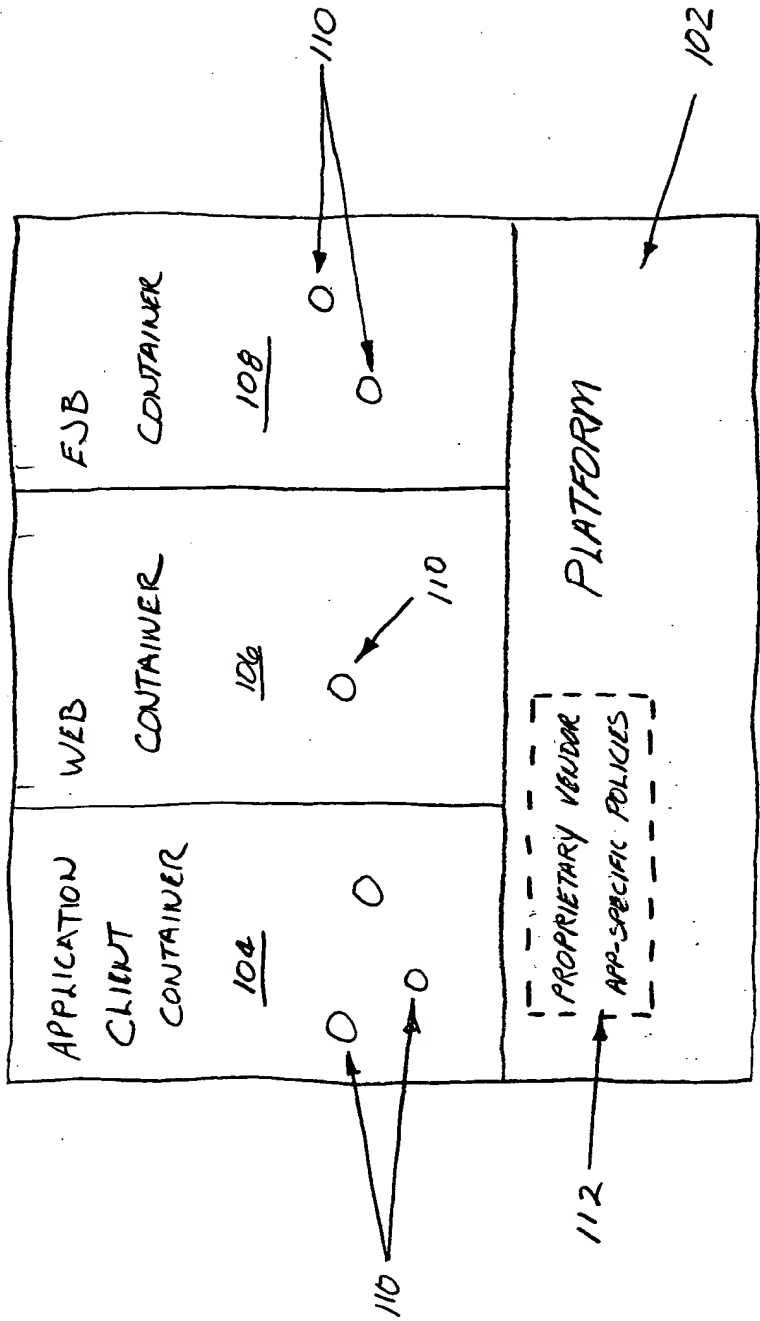 APPLICATION
CLIENT
CONTAINER
104
WEB
CONTAINER
106
EJB
CONTAINER
108
110
110
110
PROPRIETARY VENDOR
APP-SPECIFIC POLICIES
PLATFORM
112
102